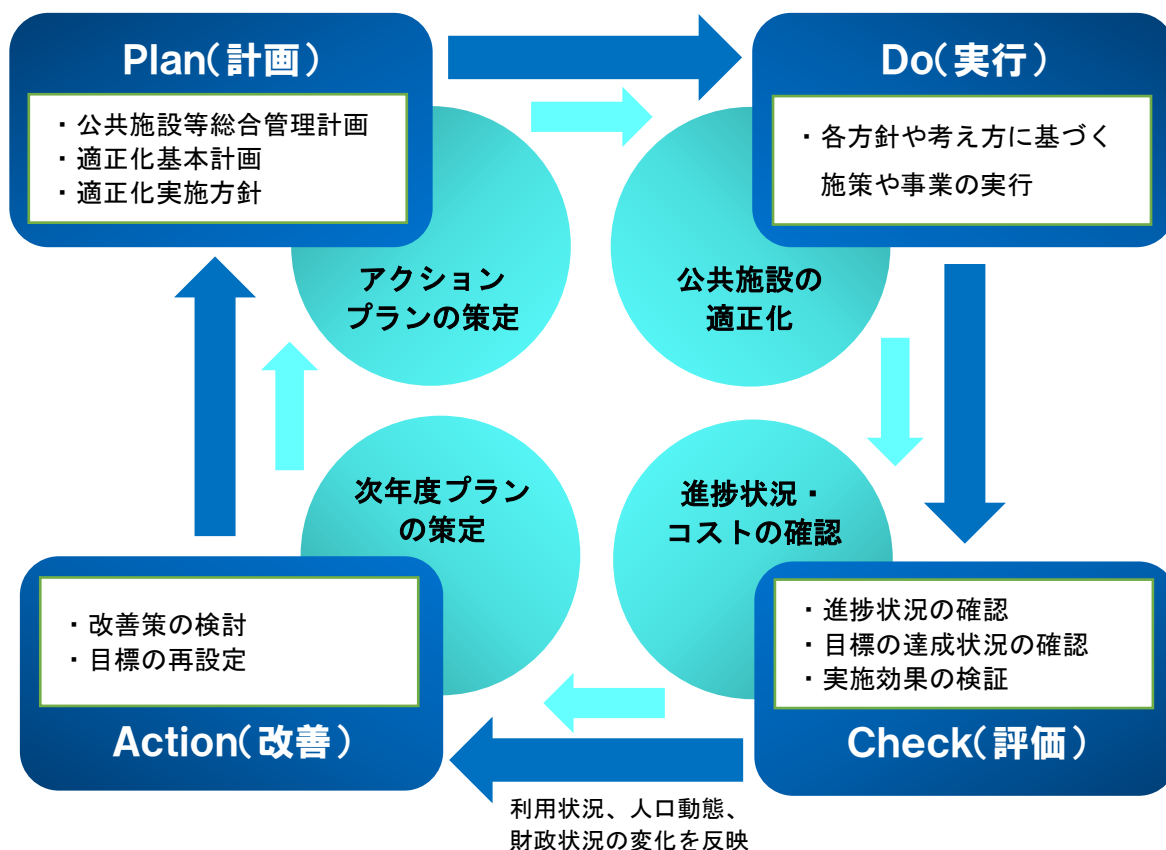 Plan(計画)
・公共施設等総合管理計画
・適正化基本計画
・適正化実施方針
Do(実行)
・各方針や考え方に基づく
施策や事業の実行
アクション
プランの策定
公共施設の
適正化
次年度プラン
の策定
進捗状況・
コストの確認
・改善策の検討
・目標の再設定
Action(改善)
・進捗状況の確認
・目標の達成状況の確認
・実施効果の検証
Check(評価)
利用状況、人口動態、
財政状況の変化を反映